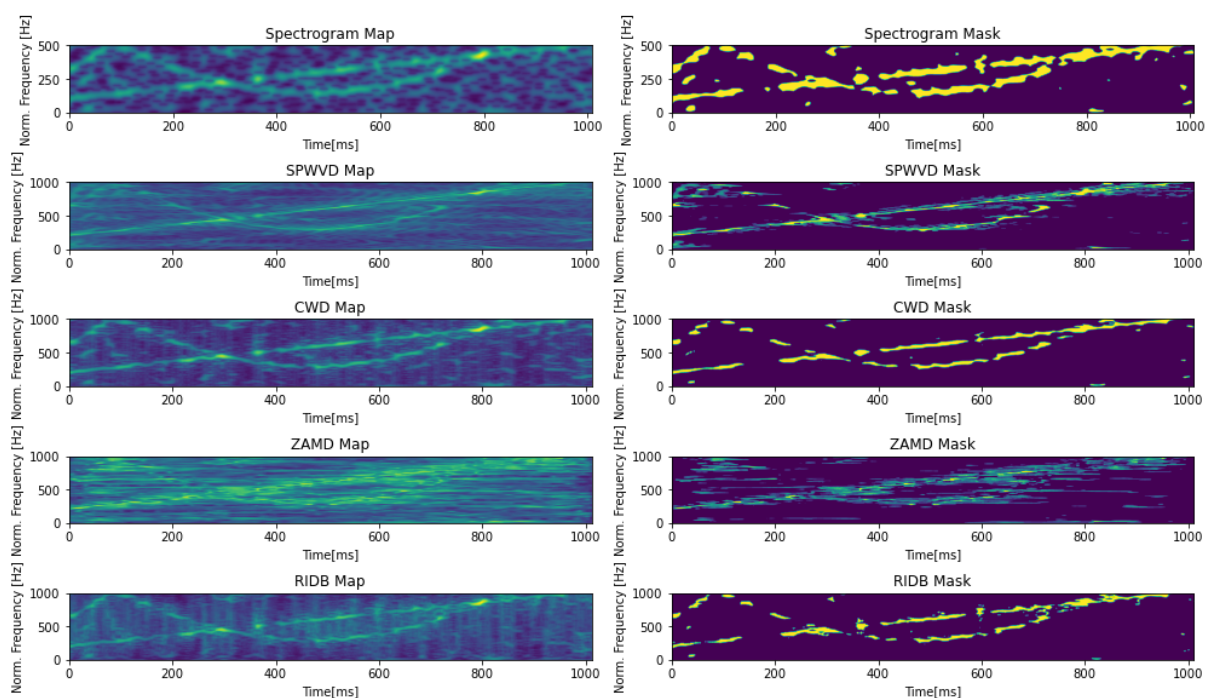 Spectrogram Map
Norm. Frequency [Hz]
500
250
0
0 200 400 600 800 1000
Time[ms]
Spectrogram Mask
Norm. Frequency [Hz]
500
250
0
0 200 400 600 800 1000
Time[ms]
SPWVD Map
Norm. Frequency [Hz]
1000
500
0
0 200 400 600 800 1000
Time[ms]
SPWVD Mask
Norm. Frequency [Hz]
1000
500
0
0 200 400 600 800 1000
Time[ms]
CWD Map
Norm. Frequency [Hz]
1000
500
0
0 200 400 600 800 1000
Time[ms]
CWD Mask
Norm. Frequency [Hz]
1000
500
0
0 200 400 600 800 1000
Time[ms]
ZAMD Map
Norm. Frequency [Hz]
1000
500
0
0 200 400 600 800 1000
Time[ms]
ZAMD Mask
Norm. Frequency [Hz]
1000
500
0
0 200 400 600 800 1000
Time[ms]
RIDB Map
Norm. Frequency [Hz]
1000
500
0
0 200 400 600 800 1000
Time[ms]
RIDB Mask
Norm. Frequency [Hz]
1000
500
0
0 200 400 600 800 1000
Time[ms]